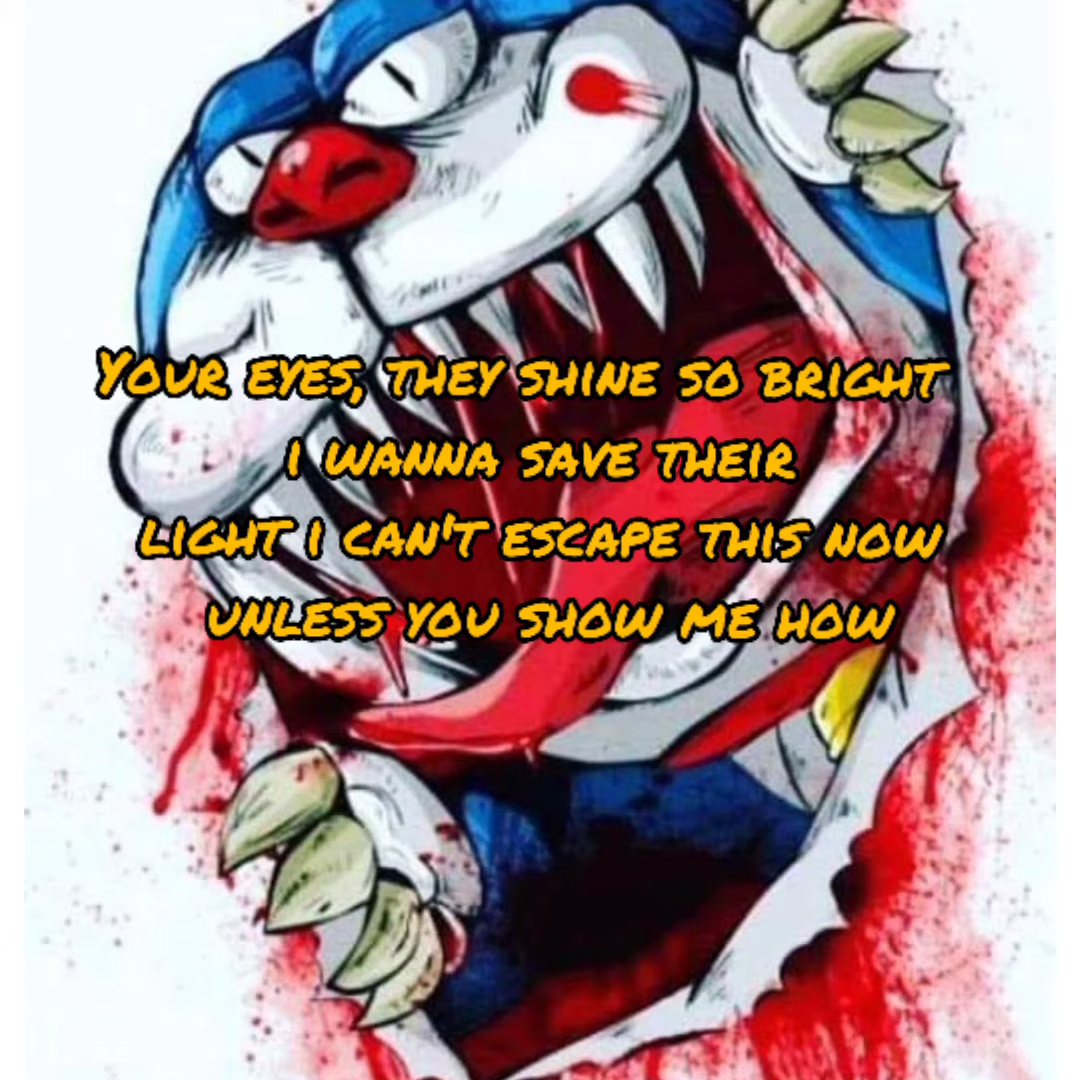 Your eyes, they shine so bright
I wanna save their
light I can't escape this now
unless you show me how